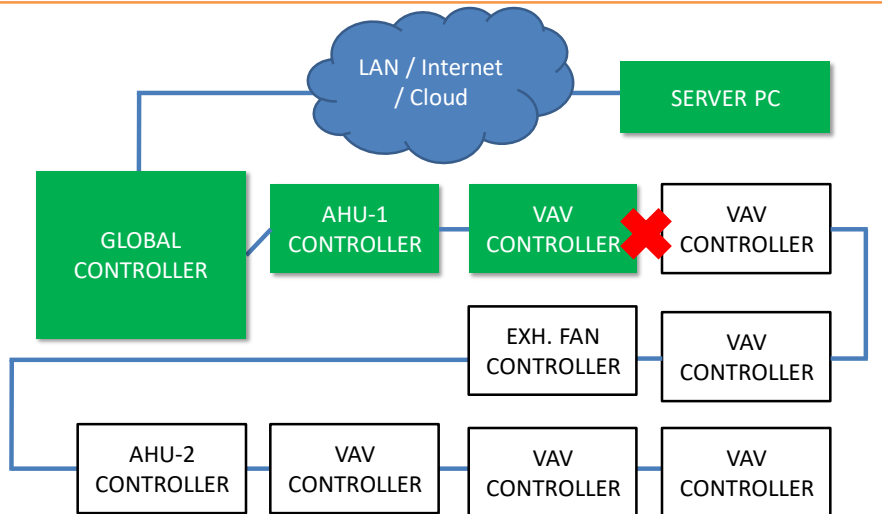 LAN / Internet
/ Cloud
SERVER PC
GLOBAL
CONTROLLER
AHU-1
CONTROLLER
VAV
CONTROLLER
VAV
CONTROLLER
EXH. FAN
CONTROLLER
VAV
CONTROLLER
AHU-2
CONTROLLER
VAV
CONTROLLER
VAV
CONTROLLER
VAV
CONTROLLER